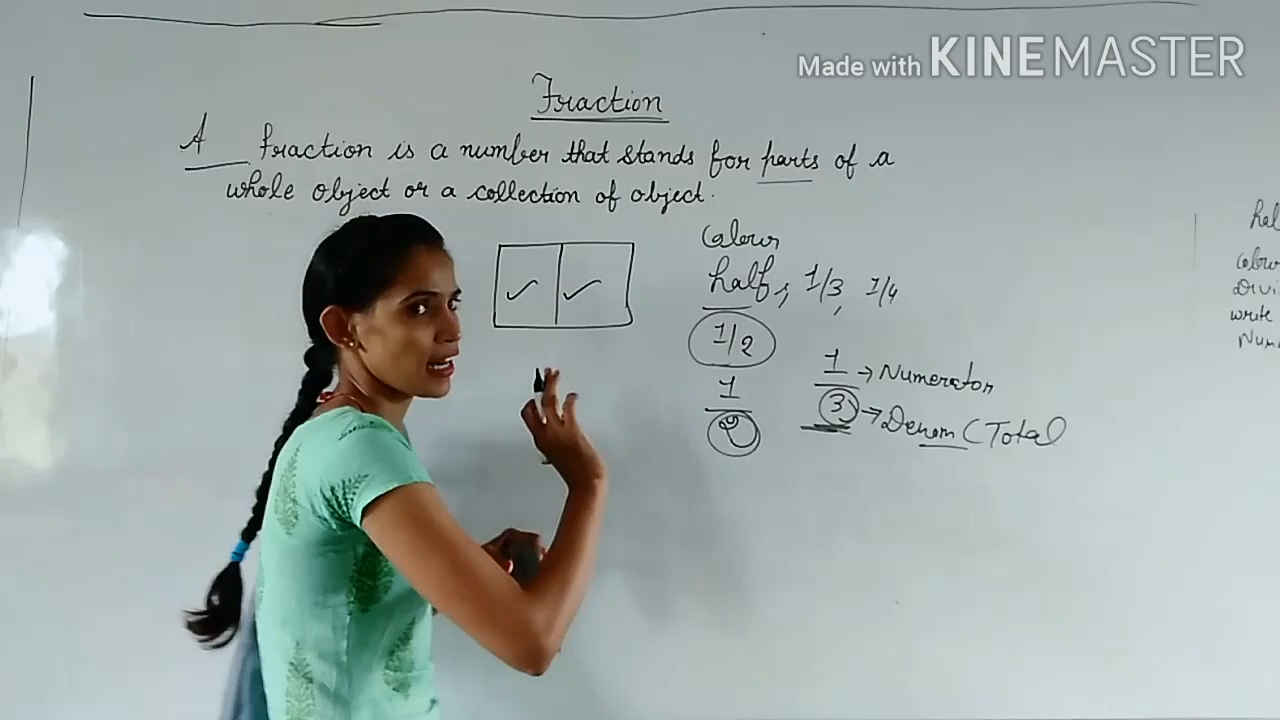 Made with KINEMASTER
Fraction
A fraction is a number that stands for parts of a
whole object or a collection of object.
Colour
half, 1/3, 1/4
1/2
1
2
1 → Numerator
3 → Denom (Total
write